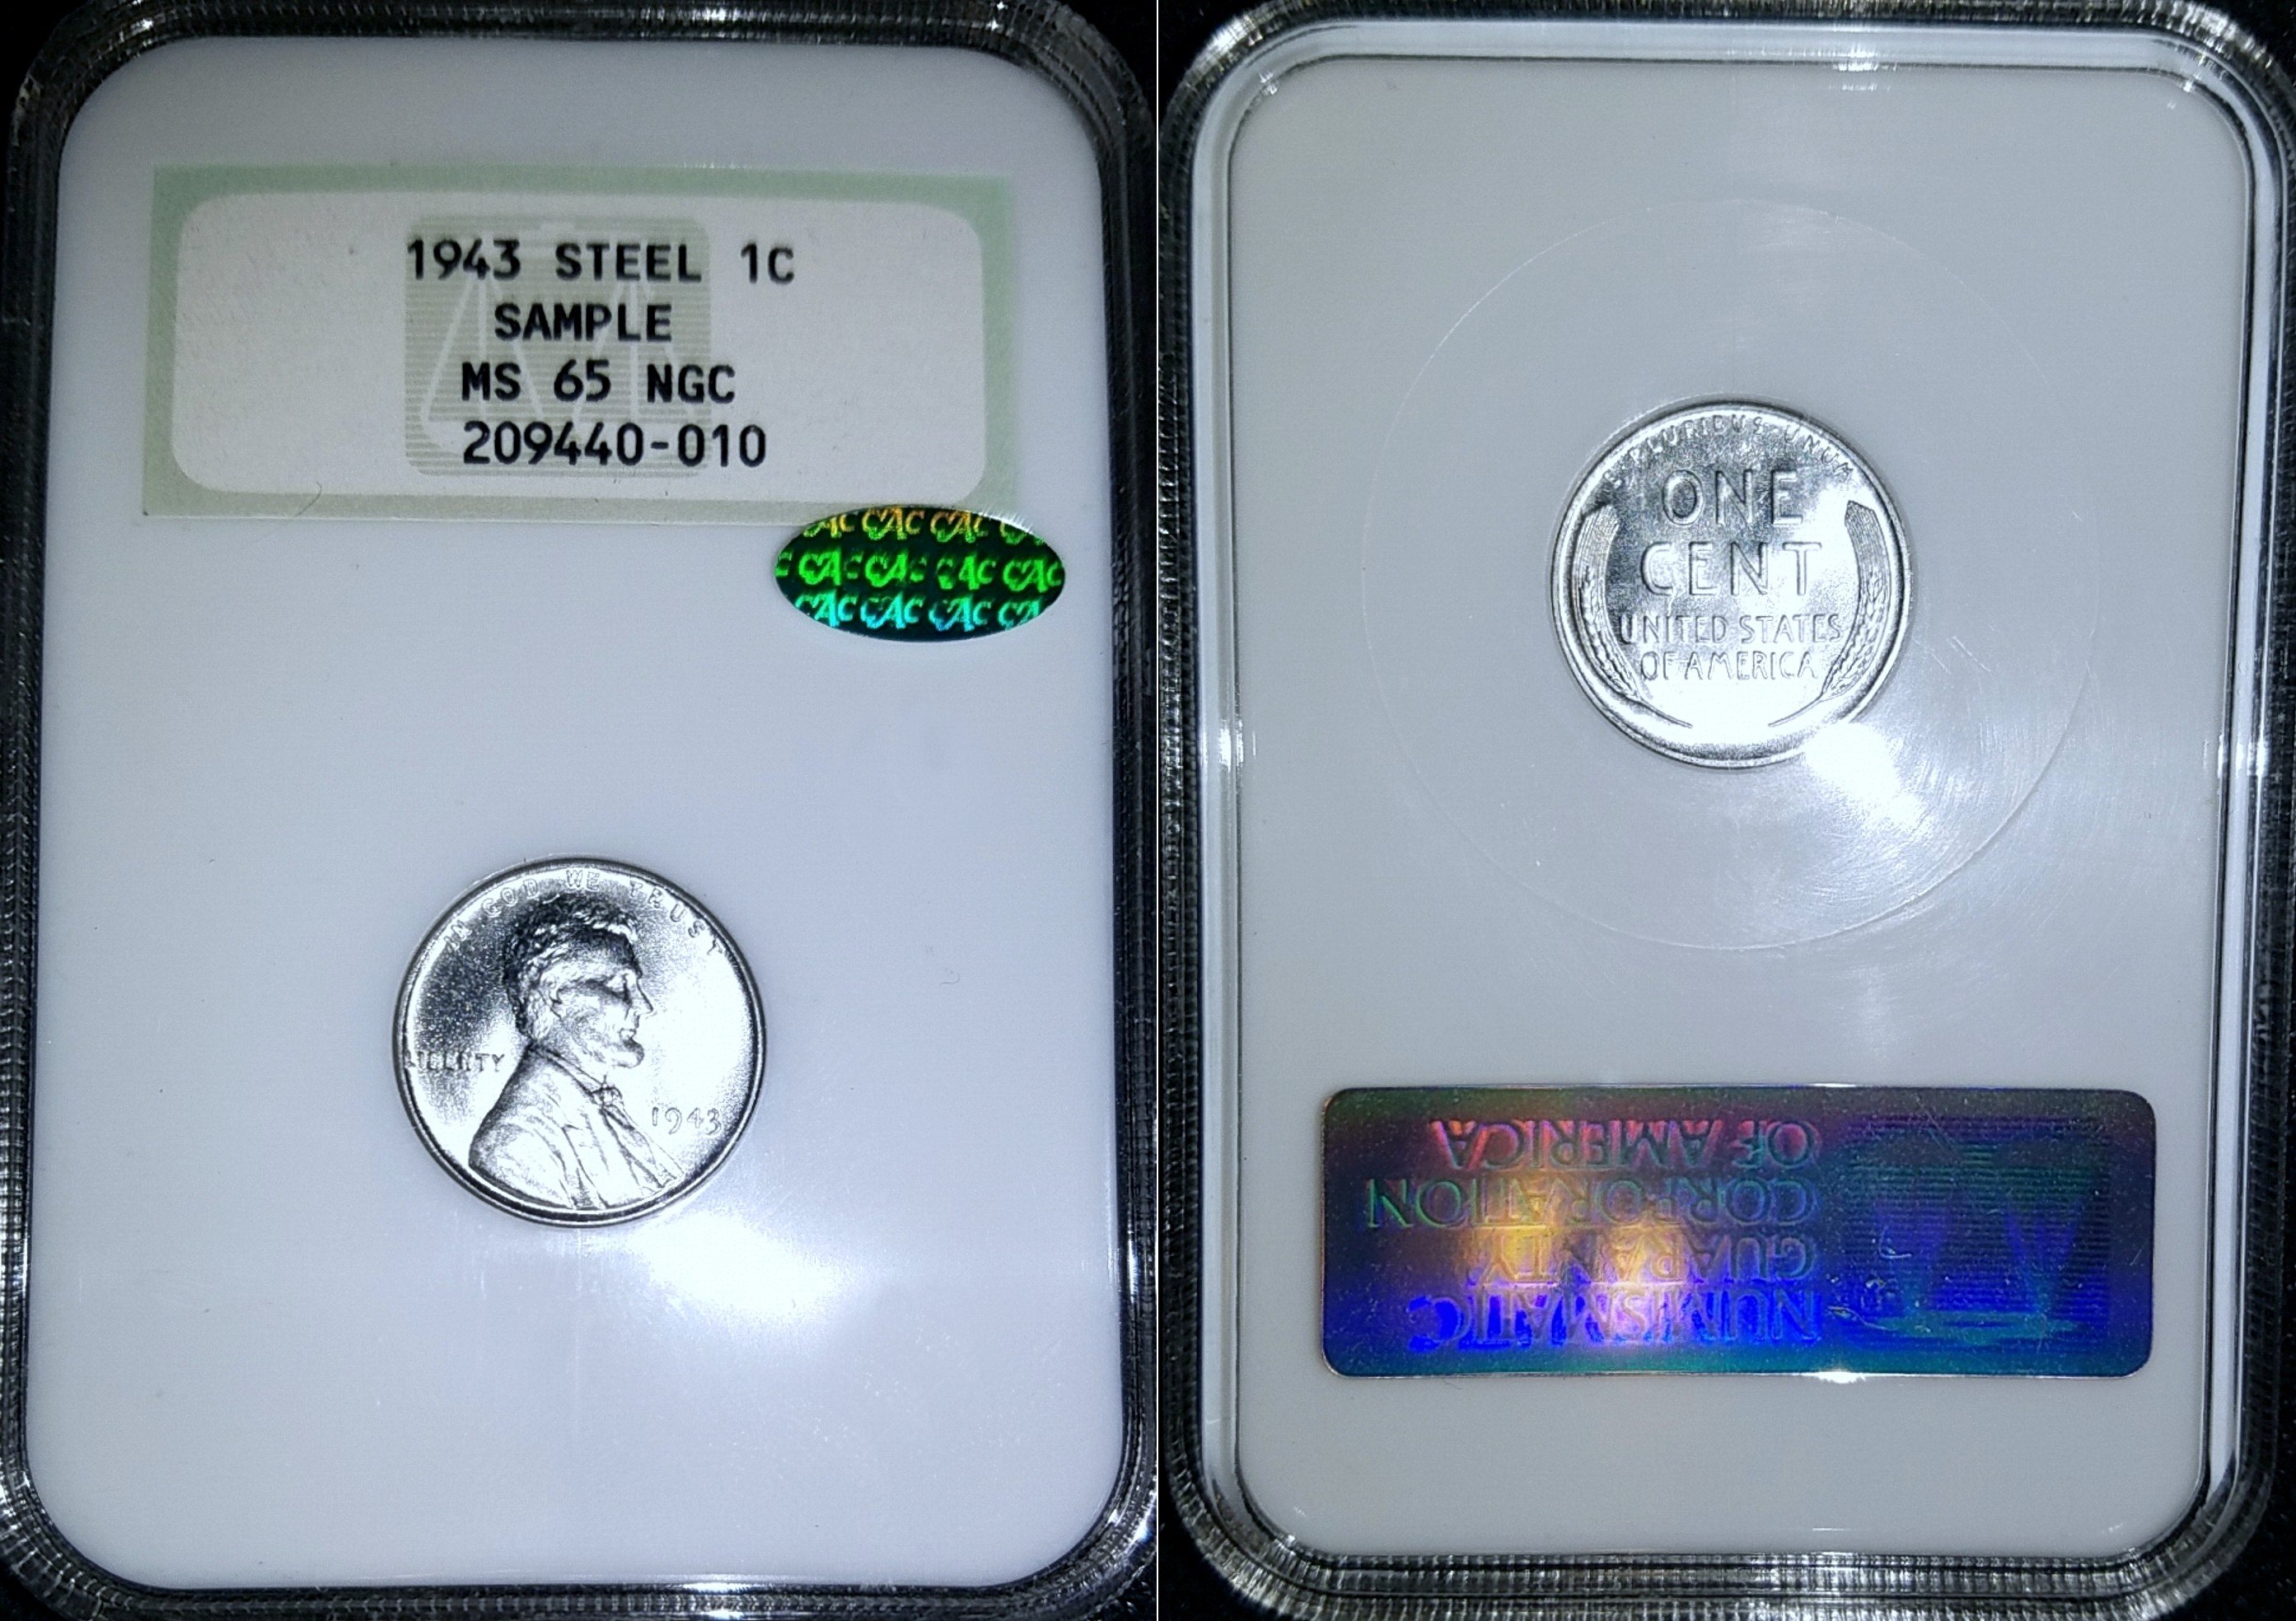 1943 STEEL 1C
SAMPLE
MS 65 NGC
209440-010
CAC CAC CAC
CAC CAC CAC CAC
CAC CAC CAC CA
IN GOD WE TRUST
LIBERTY
1943
E PLURIBUS UNUM
ONE
CENT
UNITED STATES
OF AMERICA
NUMISMATIC
GUARANTY
CORPORATION
OF AMERICA